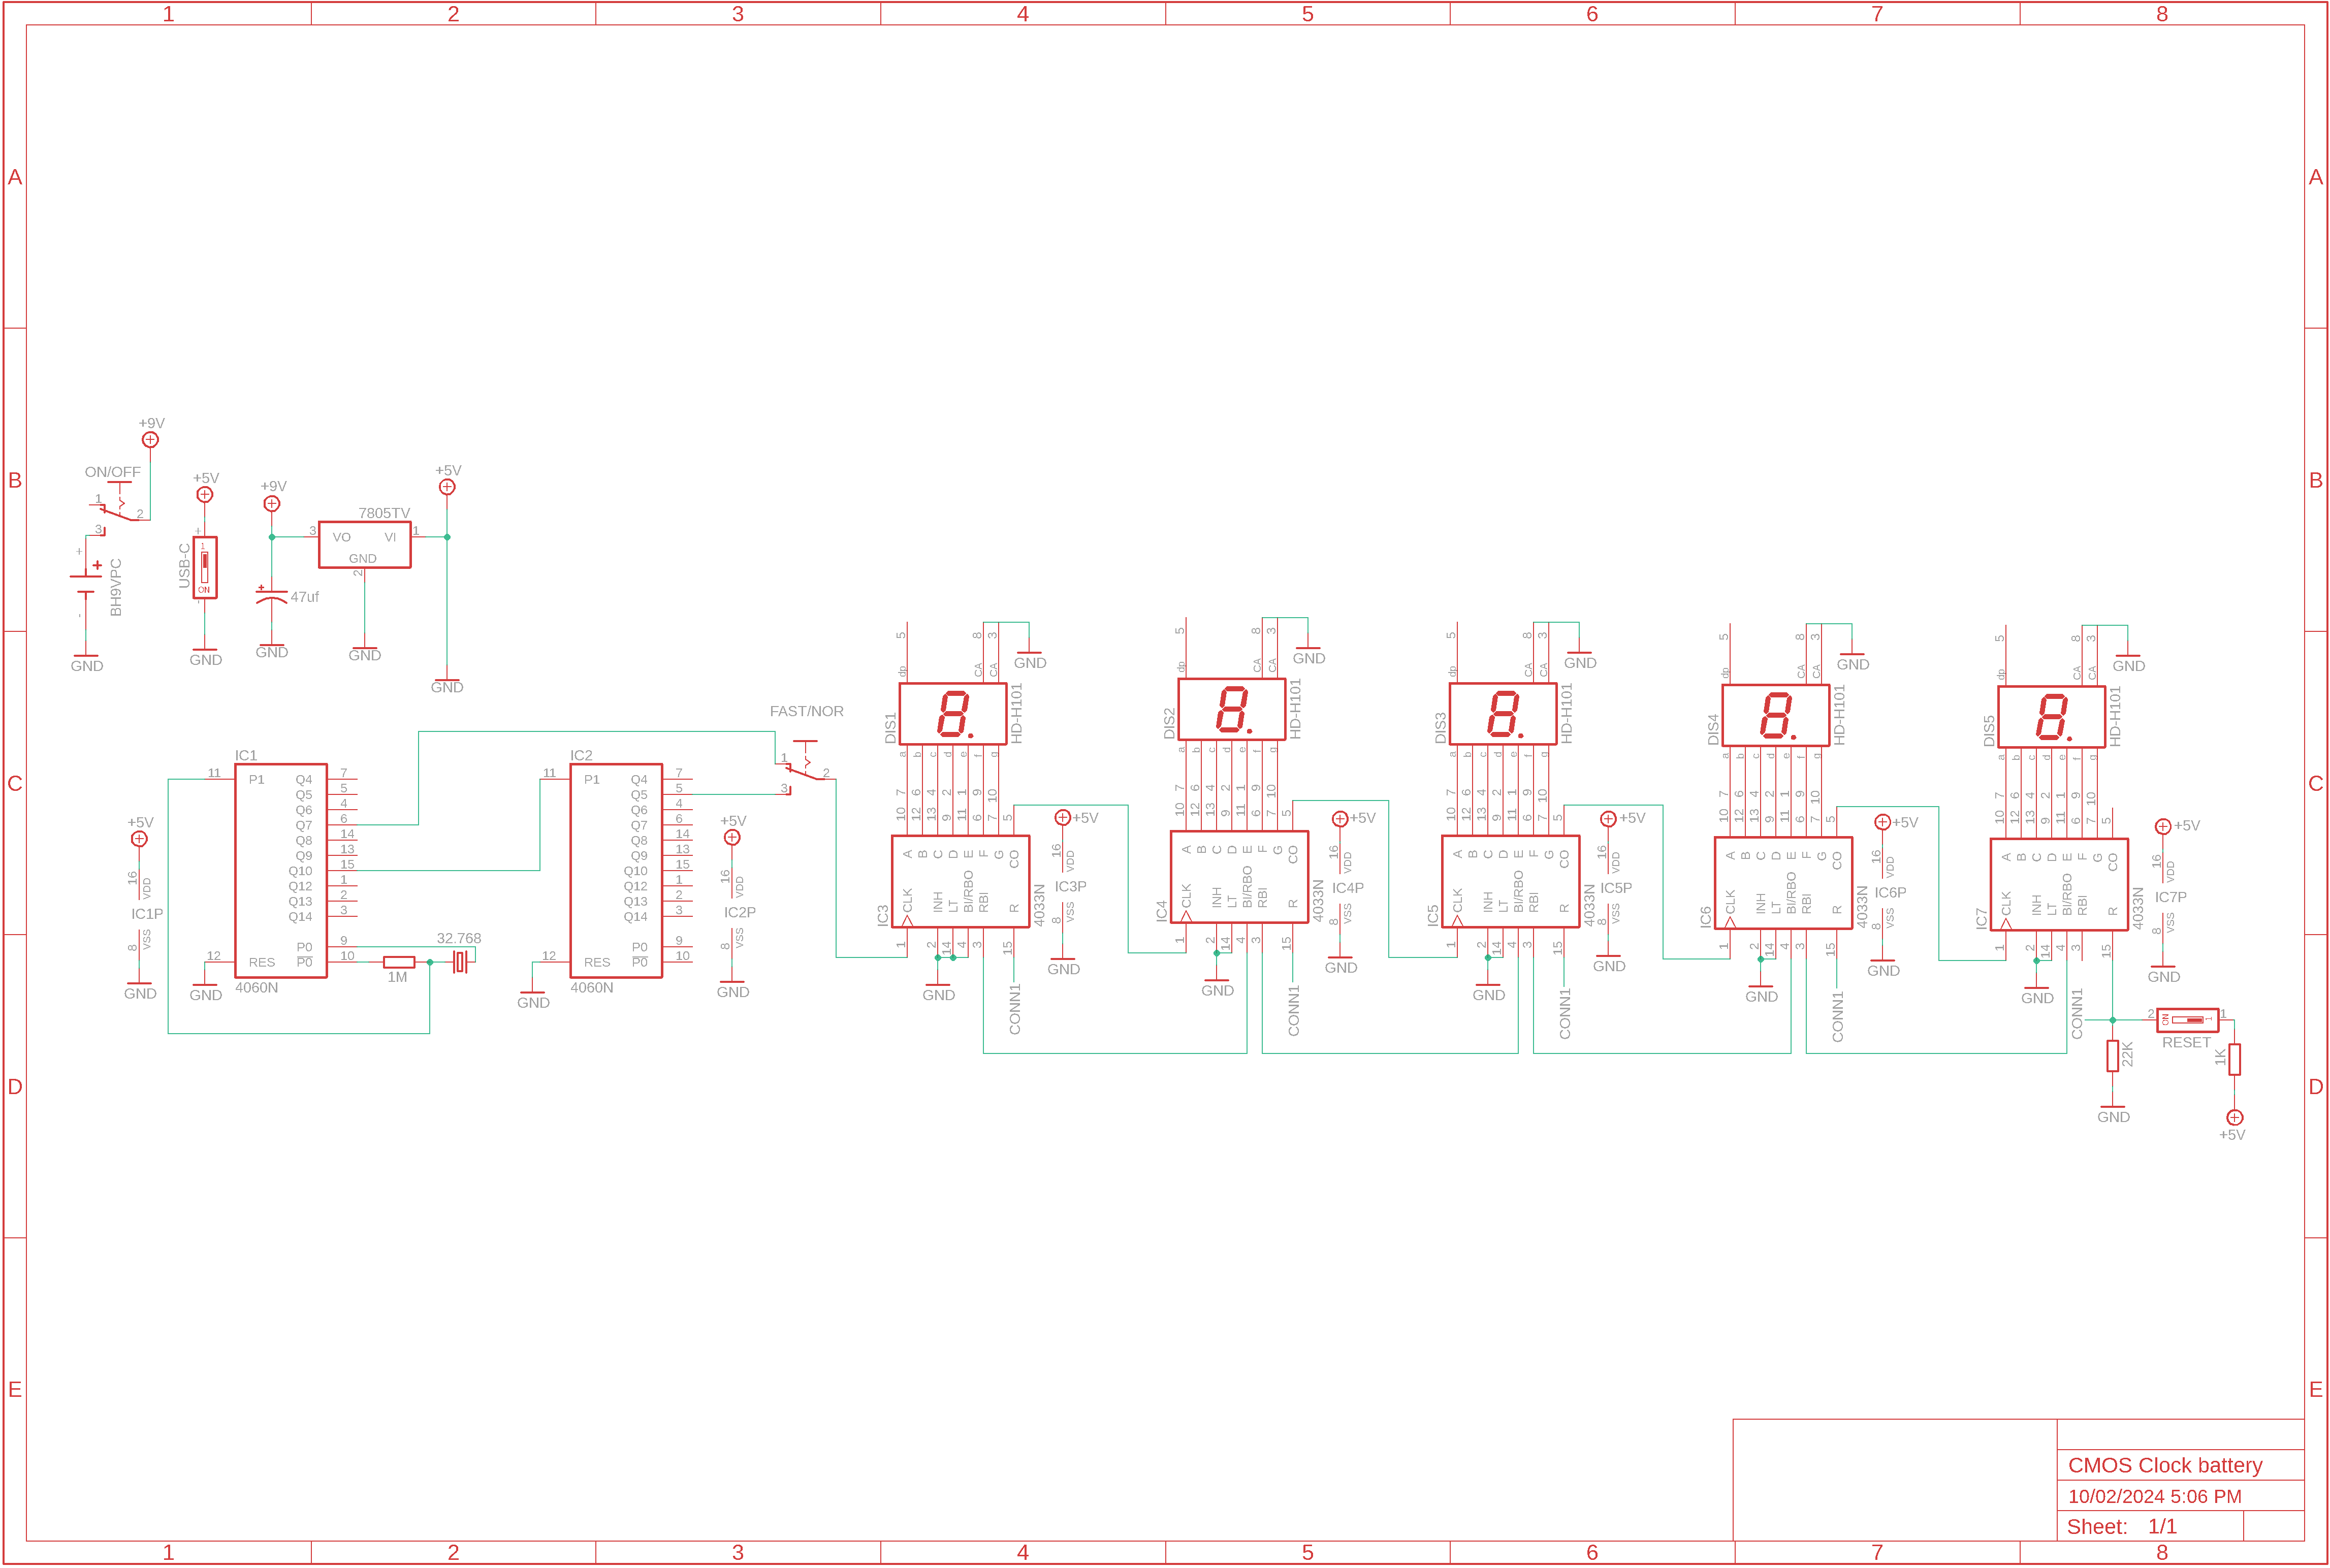 1 2 3 4 5 6 7 8
A A
B B
C C
D D
E E
+9V
ON/OFF
1
2
3
+
+
-
BH9VPC
GND
+5V
+
1
ON
-
USB-C
GND
+9V
+
47uf
GND
7805TV
3 VO VI 1
GND
2
GND
+5V
GND
+5V
16
VDD
IC1P
8
VSS
GND
IC1
11 P1 Q4 7
Q5 5
Q6 4
Q7 6
Q8 14
Q9 13
Q10 15
Q12 1
Q13 2
Q14 3
P0 9
12 RES P0 10
4060N
GND
1M
32.768
IC2
11 P1 Q4 7
Q5 5
Q6 4
Q7 6
Q8 14
Q9 13
Q10 15
Q12 1
Q13 2
Q14 3
P0 9
12 RES P0 10
4060N
GND
+5V
16
VDD
IC2P
8
VSS
GND
FAST/NOR
1
2
3
5 8 3
dp CA CA
GND
DIS1
8.
HD-H101
a b c d e f g
7 6 4 2 1 9 10
10 12 13 9 11 6 7 5
A B C D E F G CO
CLK INH LT BI/RBO RBI R
IC3
4033N
1 2 14 4 3 15
GND
CONN1
+5V
16
VDD
IC3P
8
VSS
GND
5 8 3
dp CA CA
GND
DIS2
8.
HD-H101
a b c d e f g
7 6 4 2 1 9 10
10 12 13 9 11 6 7 5
A B C D E F G CO
CLK INH LT BI/RBO RBI R
IC4
4033N
1 2 14 4 3 15
GND
CONN1
+5V
16
VDD
IC4P
8
VSS
GND
5 8 3
dp CA CA
GND
DIS3
8.
HD-H101
a b c d e f g
7 6 4 2 1 9 10
10 12 13 9 11 6 7 5
A B C D E F G CO
CLK INH LT BI/RBO RBI R
IC5
4033N
1 2 14 4 3 15
GND
CONN1
+5V
16
VDD
IC5P
8
VSS
GND
5 8 3
dp CA CA
GND
DIS4
8.
HD-H101
a b c d e f g
7 6 4 2 1 9 10
10 12 13 9 11 6 7 5
A B C D E F G CO
CLK INH LT BI/RBO RBI R
IC6
4033N
1 2 14 4 3 15
GND
CONN1
+5V
16
VDD
IC6P
8
VSS
GND
5 8 3
dp CA CA
GND
DIS5
8.
HD-H101
a b c d e f g
7 6 4 2 1 9 10
10 12 13 9 11 6 7 5
A B C D E F G CO
CLK INH LT BI/RBO RBI R
IC7
4033N
1 2 14 4 3 15
GND
CONN1
+5V
16
VDD
IC7P
8
VSS
GND
2 ON 1 1
RESET
22K
GND
1K
+5V
CMOS Clock battery
10/02/2024 5:06 PM
Sheet: 1/1
1 2 3 4 5 6 7 8